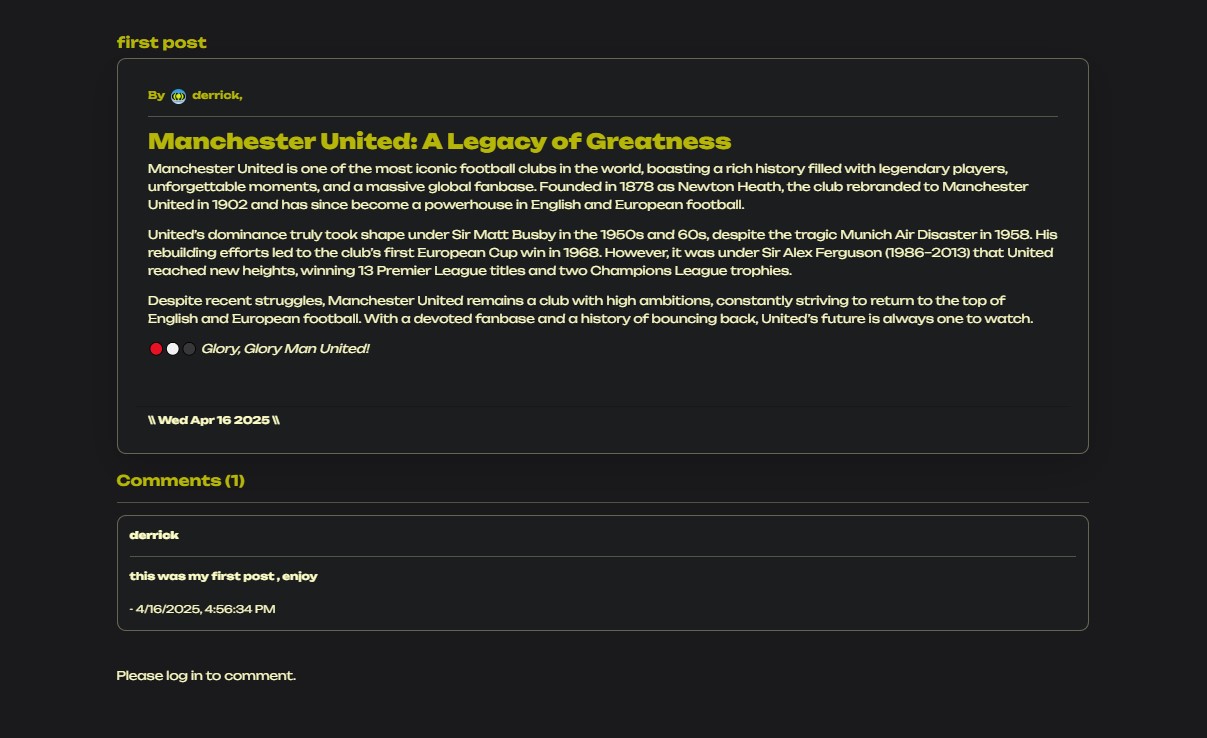 first post
By derrick,
Manchester United: A Legacy of Greatness
Manchester United is one of the most iconic football clubs in the world, boasting a rich history filled with legendary players,
unforgettable moments, and a massive global fanbase. Founded in 1878 as Newton Heath, the club rebranded to Manchester
United in 1902 and has since become a powerhouse in English and European football.
United's dominance truly took shape under Sir Matt Busby in the 1950s and 60s, despite the tragic Munich Air Disaster in 1958. His
rebuilding efforts led to the club's first European Cup win in 1968. However, it was under Sir Alex Ferguson (1986–2013) that United
reached new heights, winning 13 Premier League titles and two Champions League trophies.
Despite recent struggles, Manchester United remains a club with high ambitions, constantly striving to return to the top of
English and European football. With a devoted fanbase and a history of bouncing back, United's future is always one to watch.
🔴⚪⚫ Glory, Glory Man United!
\\ Wed Apr 16 2025 \\
Comments (1)
derrick
this was my first post , enjoy
- 4/16/2025, 4:56:34 PM
Please log in to comment.